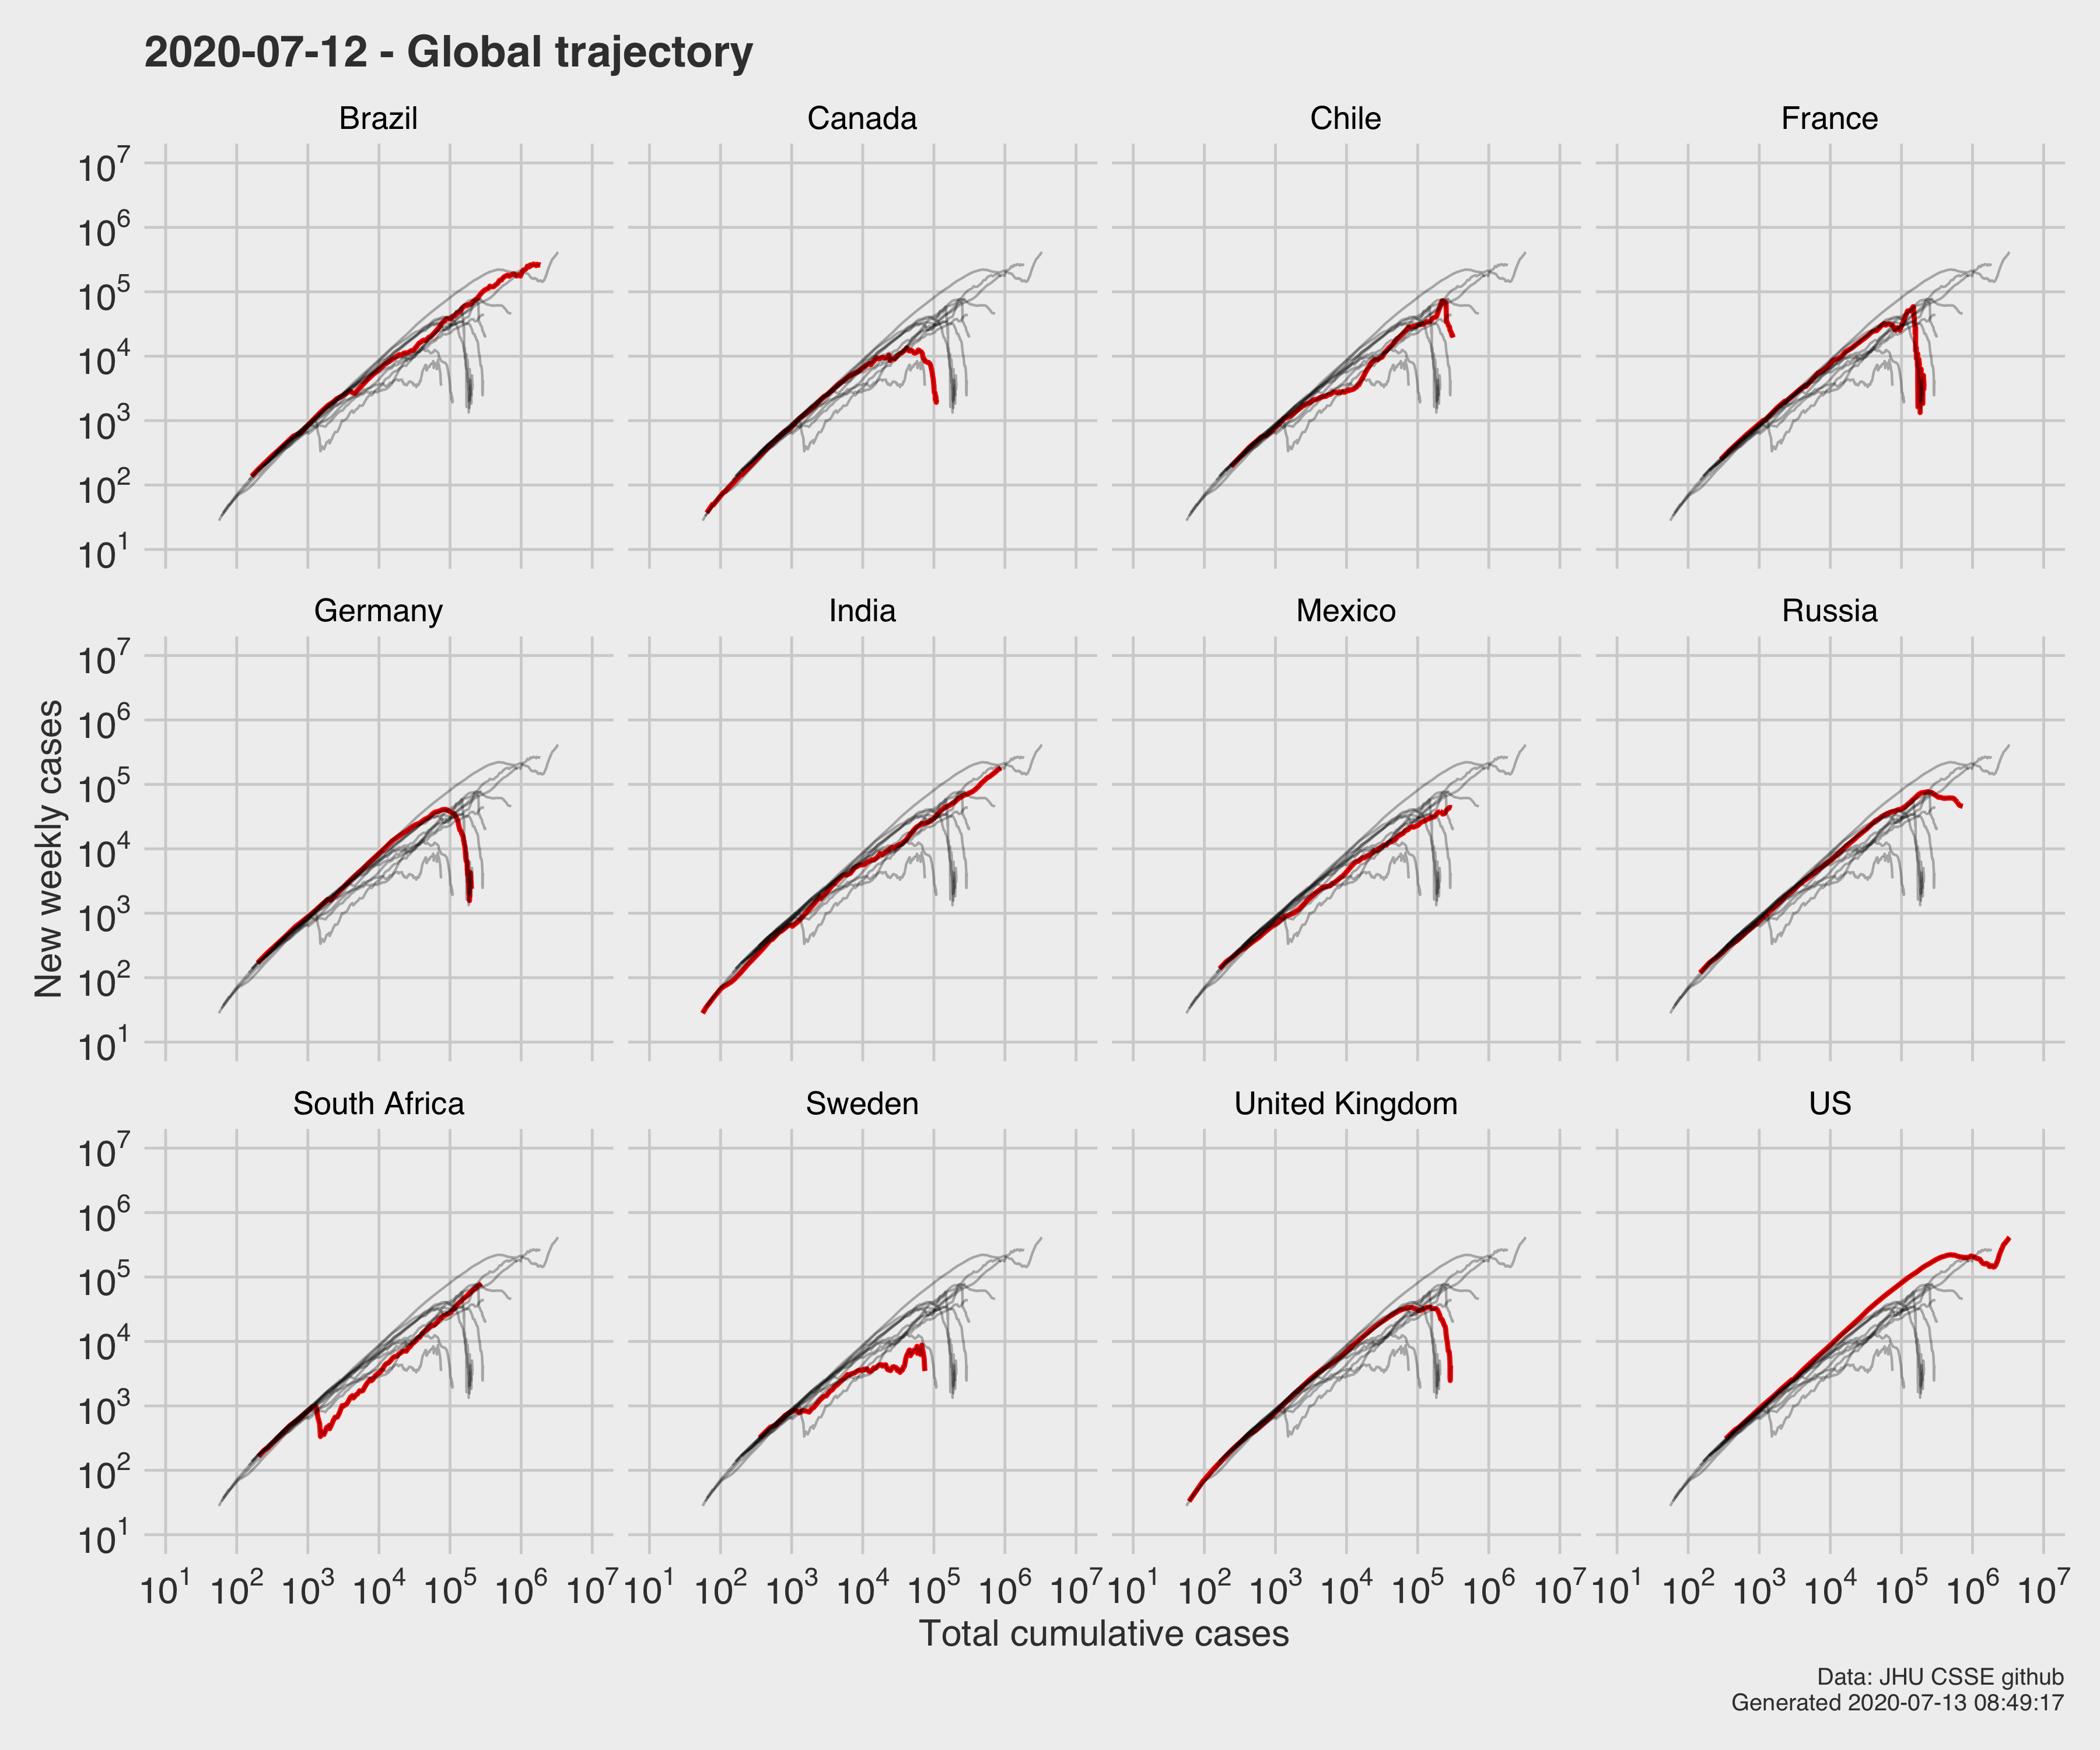 2020-07-12 - Global trajectory
Brazil Canada Chile France
10^7
10^6
10^5
10^4
10^3
10^2
10^1
Germany India Mexico Russia
10^7
10^6
10^5
10^4
10^3
10^2
10^1
New weekly cases
South Africa Sweden United Kingdom US
10^7
10^6
10^5
10^4
10^3
10^2
10^1
10^1 10^2 10^3 10^4 10^5 10^6 10^7 10^1 10^2 10^3 10^4 10^5 10^6 10^7 10^1 10^2 10^3 10^4 10^5 10^6 10^7 10^1 10^2 10^3 10^4 10^5 10^6 10^7
Total cumulative cases
Data: JHU CSSE github
Generated 2020-07-13 08:49:17